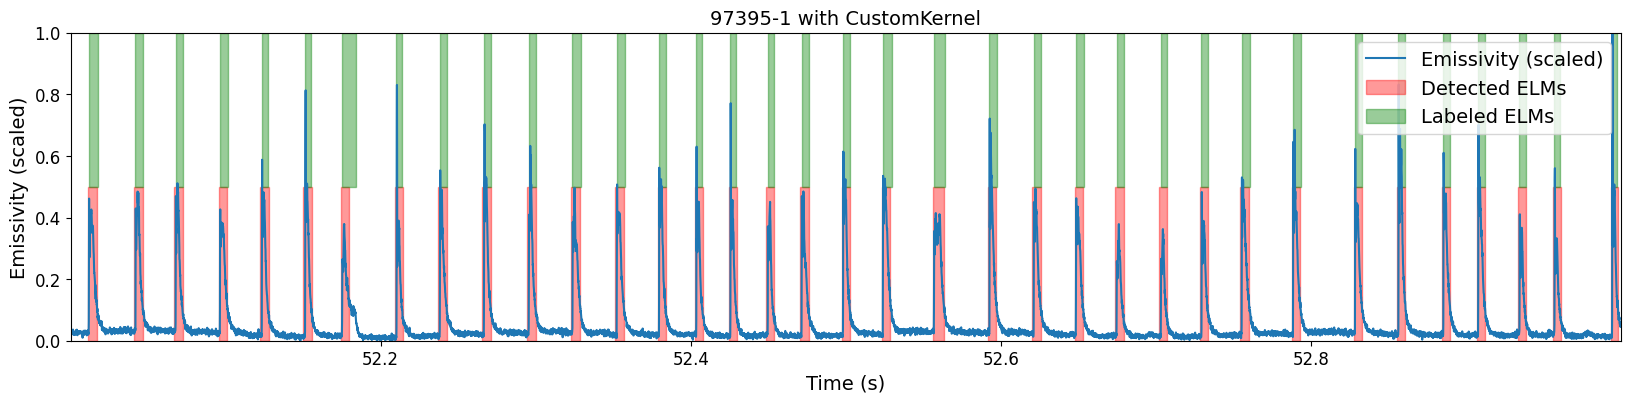 97395-1 with CustomKernel
Emissivity (scaled)
1.0
0.8
0.6
0.4
0.2
0.0
Emissivity (scaled)
Detected ELMs
Labeled ELMs
52.2
52.4
52.6
52.8
Time (s)